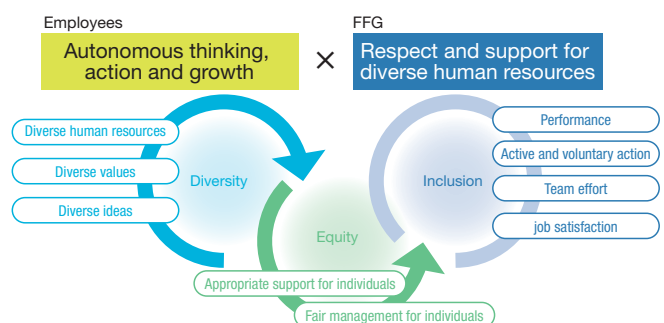 Employees
Autonomous thinking,
action and growth
×
FFG
Respect and support for
diverse human resources
Diverse human resources
Diverse values
Diverse ideas
Diversity
Equity
Appropriate support for individuals
Fair management for individuals
Inclusion
Performance
Active and voluntary action
Team effort
job satisfaction